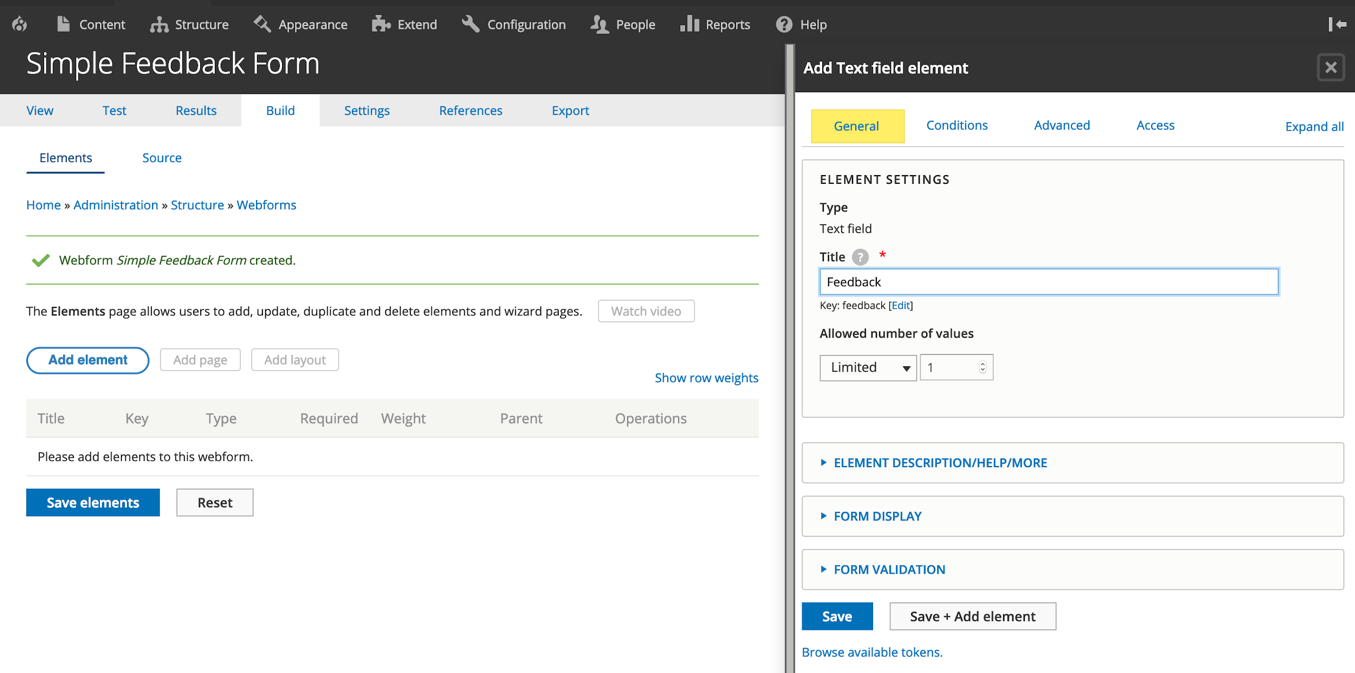 Content Structure Appearance Extend Configuration People Reports ? Help
Simple Feedback Form
View Test Results Build Settings References Export
Elements Source
Home » Administration » Structure » Webforms
Webform Simple Feedback Form created.
The Elements page allows users to add, update, duplicate and delete elements and wizard pages. Watch video
Add element Add page Add layout
Show row weights
Title Key Type Required Weight Parent Operations
Please add elements to this webform.
Save elements Reset
Add Text field element
General Conditions Advanced Access Expand all
ELEMENT SETTINGS
Type
Text field
Title ? *
Feedback
Key: feedback [Edit]
Allowed number of values
Limited 1
ELEMENT DESCRIPTION/HELP/MORE
FORM DISPLAY
FORM VALIDATION
Save Save + Add element
Browse available tokens.